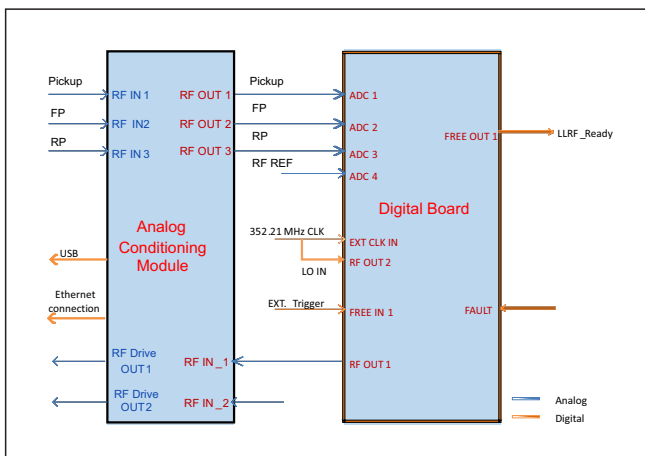 Pickup
RF IN 1
RF OUT 1
Pickup
ADC 1
FP
RF IN2
RF OUT 2
FP
ADC 2
FREE OUT 1
LLRF_Ready
RP
RF IN 3
RF OUT 3
RP
ADC 3
RF REF
ADC 4
Analog
Conditioning
Module
Digital Board
352.21 MHz CLK
EXT CLK IN
USB
LO IN
RF OUT 2
Ethernet
connection
EXT. Trigger
FREE IN 1
FAULT
RF Drive
OUT1
RF IN_1
RF OUT 1
RF Drive
OUT2
RF IN_2
Analog
Digital